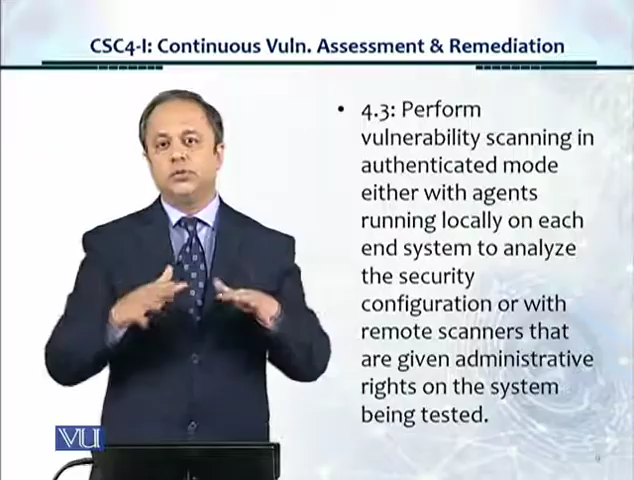 CSC4-I: Continuous Vuln. Assessment & Remediation
• 4.3: Perform
vulnerability scanning in
authenticated mode
either with agents
running locally on each
end system to analyze
the security
configuration or with
remote scanners that
are given administrative
rights on the system
being tested.
VU